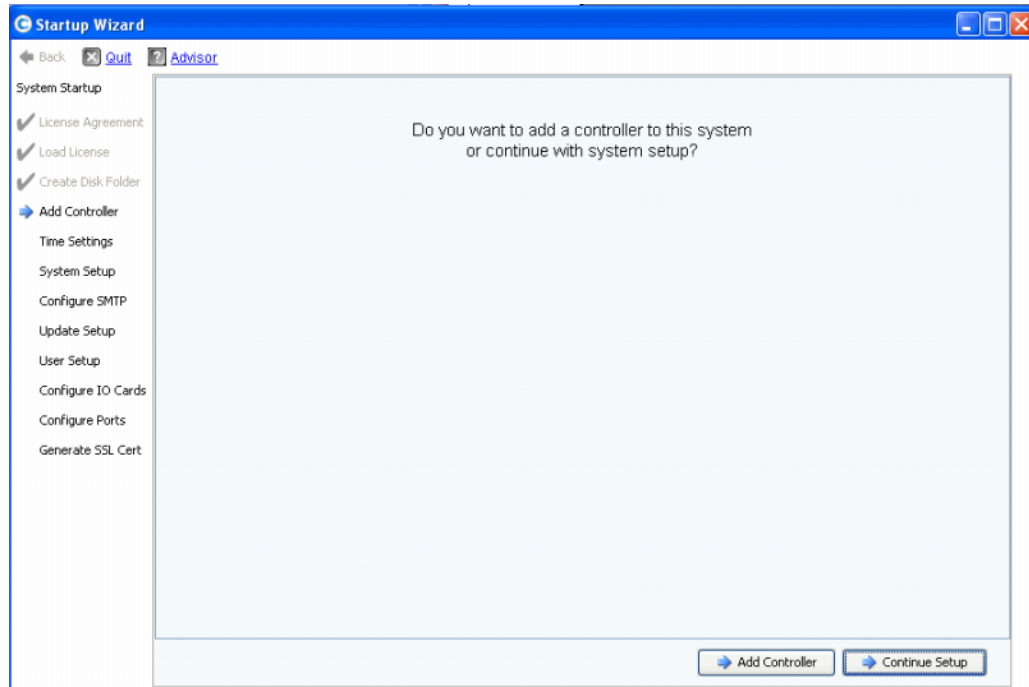 Startup Wizard
Back Quit Advisor
System Startup
License Agreement
Load License
Create Disk Folder
Add Controller
Time Settings
System Setup
Configure SMTP
Update Setup
User Setup
Configure IO Cards
Configure Ports
Generate SSL Cert
Do you want to add a controller to this system
or continue with system setup?
Add Controller
Continue Setup